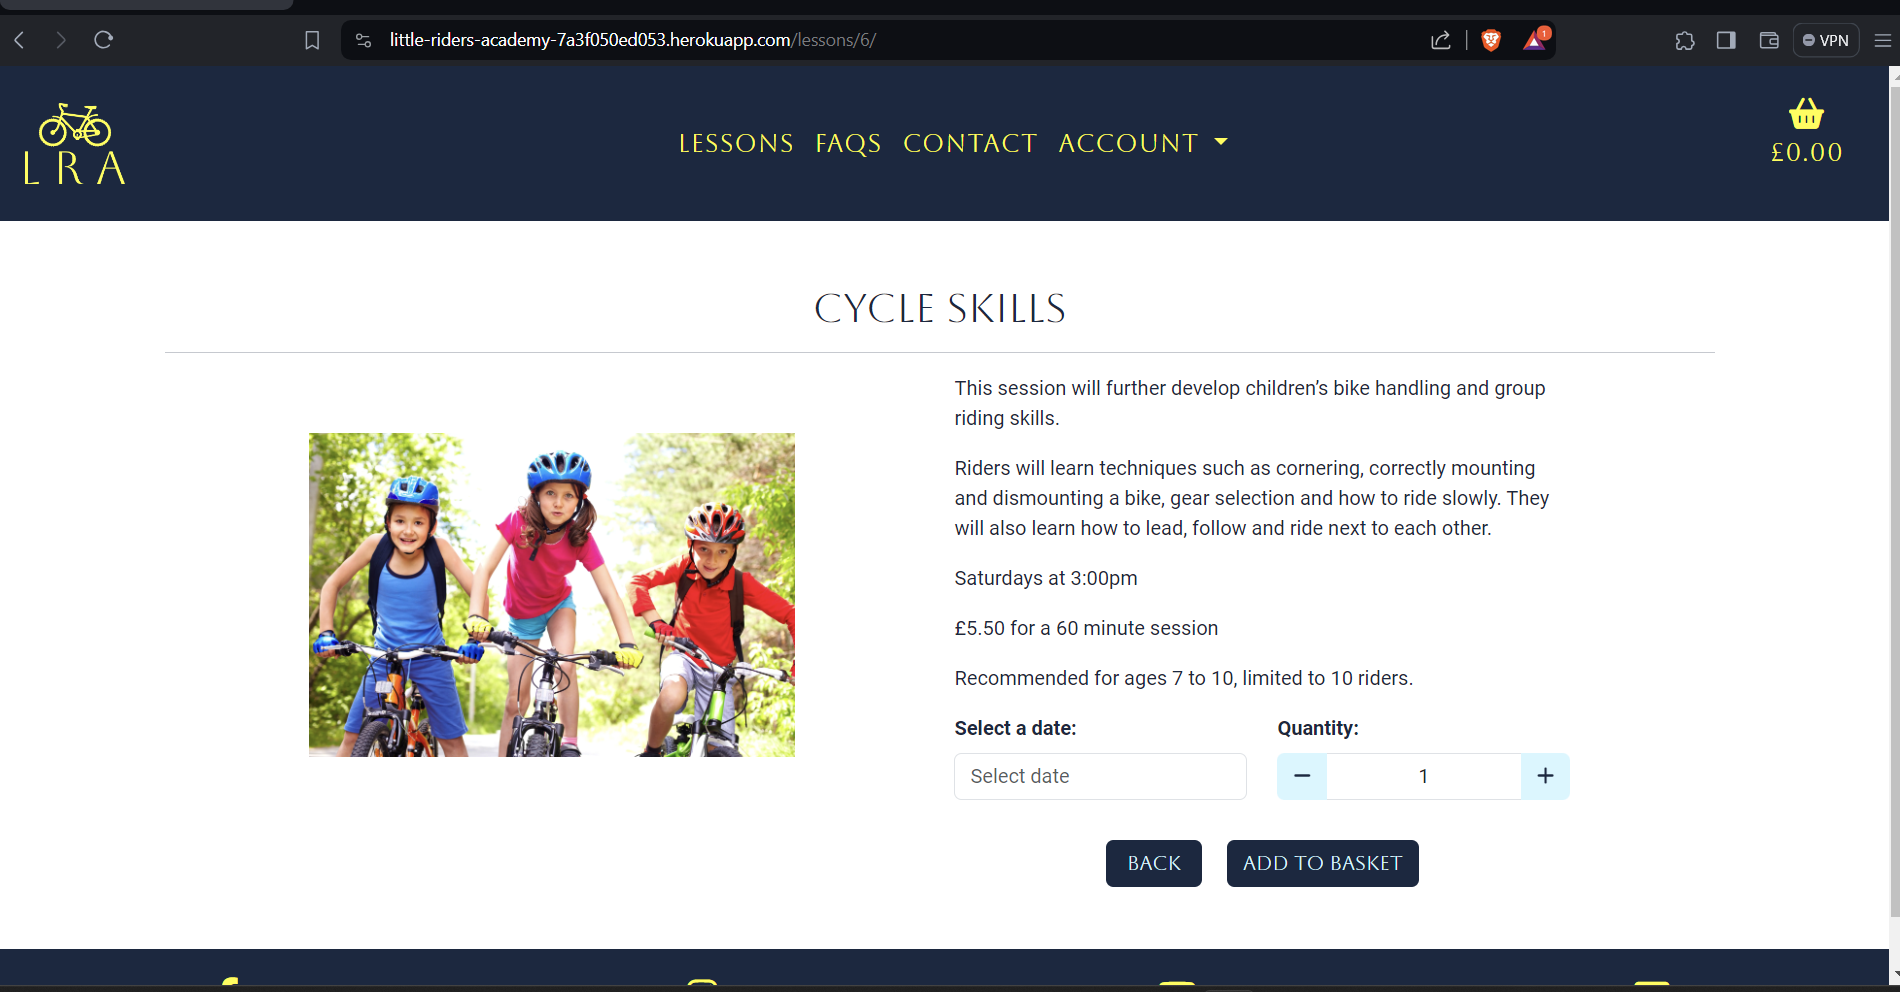 little-riders-academy-7a3f050ed053.herokuapp.com/lessons/6/
1
VPN
L R A
LESSONS FAQS CONTACT ACCOUNT
£0.00
CYCLE SKILLS
This session will further develop children’s bike handling and group
riding skills.
Riders will learn techniques such as cornering, correctly mounting
and dismounting a bike, gear selection and how to ride slowly. They
will also learn how to lead, follow and ride next to each other.
Saturdays at 3:00pm
£5.50 for a 60 minute session
Recommended for ages 7 to 10, limited to 10 riders.
Select a date: Quantity:
Select date − 1 +
BACK ADD TO BASKET